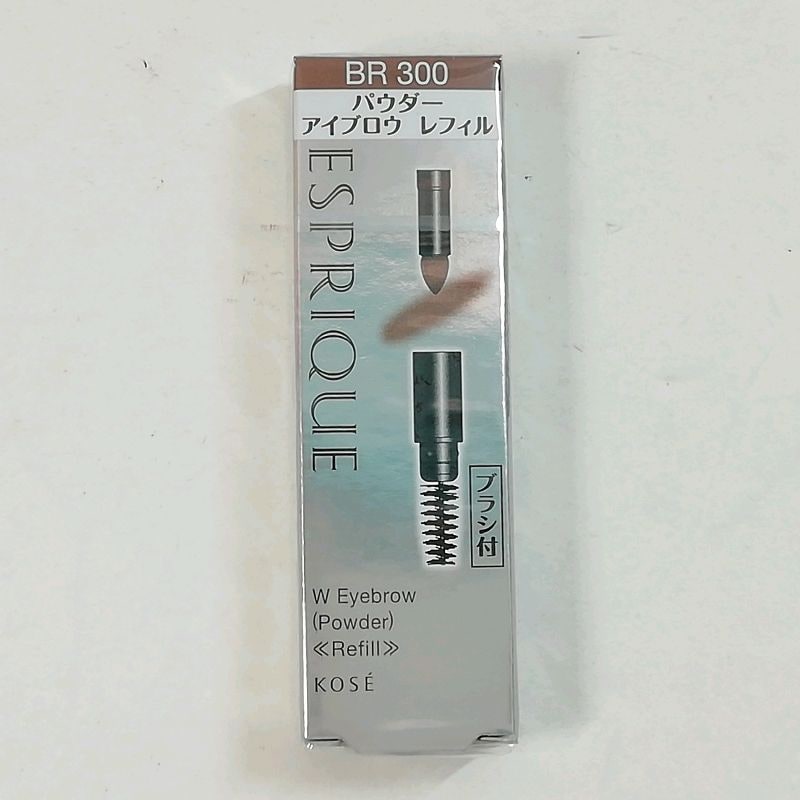 BR 300
パウダー
アイブロウ レフィル
ESPRIQUE
ブラシ付
W Eyebrow
(Powder)
≪Refill≫
KOSÉ